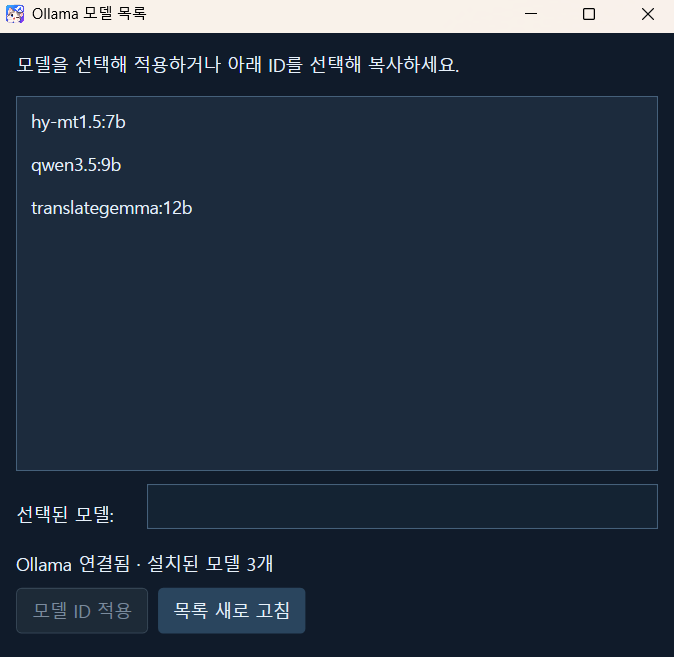 Ollama 모델 목록
모델을 선택해 적용하거나 아래 ID를 선택해 복사하세요.
hy-mt1.5:7b
qwen3.5:9b
translategemma:12b
선택된 모델:
Ollama 연결됨 · 설치된 모델 3개
모델 ID 적용
목록 새로 고침